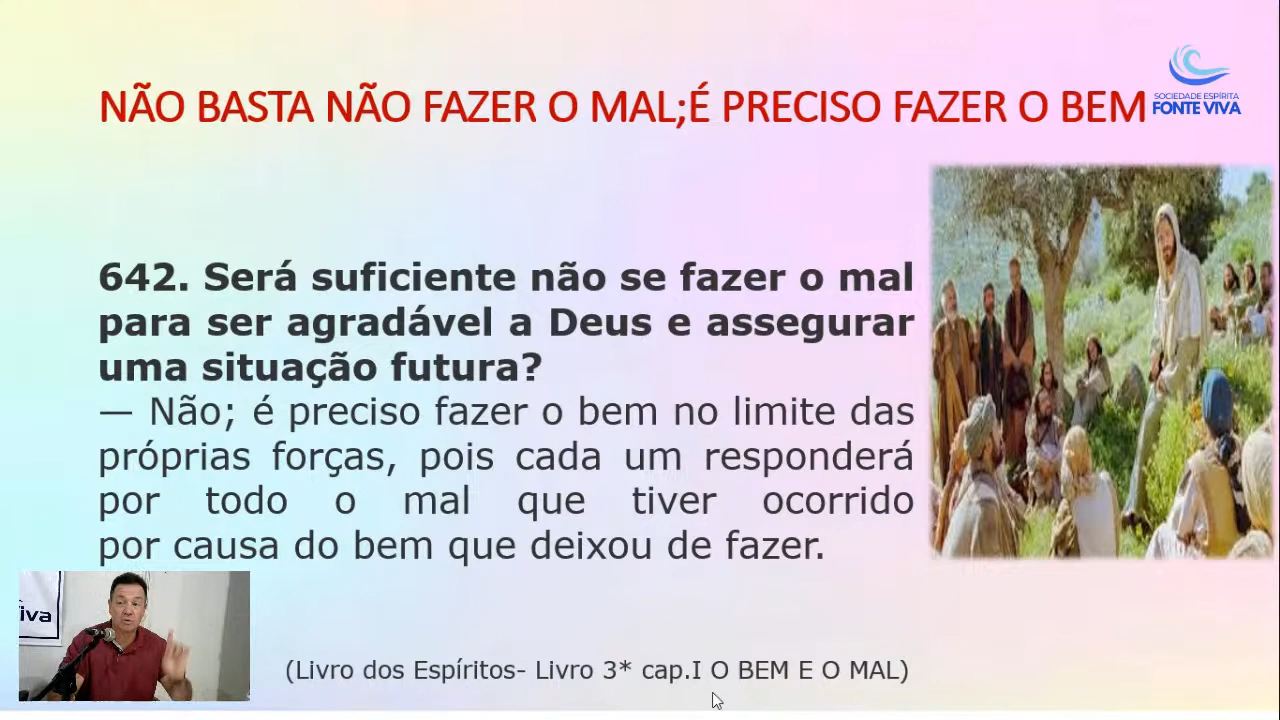 NÃO BASTA NÃO FAZER O MAL;É PRECISO FAZER O BEM
SOCIEDADE ESPÍRITA
FONTE VIVA
642. Será suficiente não se fazer o mal
para ser agradável a Deus e assegurar
uma situação futura?
— Não; é preciso fazer o bem no limite das
próprias forças, pois cada um responderá
por todo o mal que tiver ocorrido
por causa do bem que deixou de fazer.
iva
(Livro dos Espíritos- Livro 3* cap.I O BEM E O MAL)